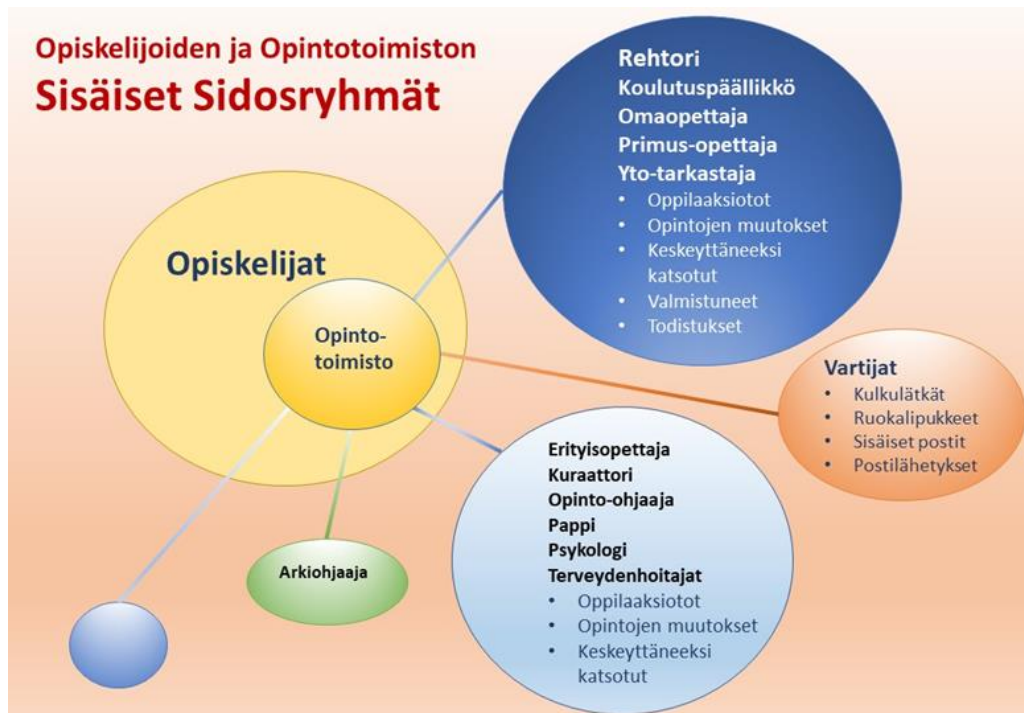 Opiskelijoiden ja Opintotoimiston
Sisäiset Sidosryhmät
Opiskelijat
Opinto-
toimisto
Rehtori
Koulutuspäällikkö
Omaopettaja
Primus-opettaja
Yto-tarkastaja
• Oppilaaksiotot
• Opintojen muutokset
• Keskeyttäneeksi
katsotut
• Valmistuneet
• Todistukset
Vartijat
• Kulkulätkät
• Ruokalipukkeet
• Sisäiset postit
• Postilähetykset
Erityisopettaja
Kuraattori
Opinto-ohjaaja
Pappi
Psykologi
Terveydenhoitajat
• Oppilaaksiotot
• Opintojen muutokset
• Keskeyttäneeksi
katsotut
Arkiohjaaja